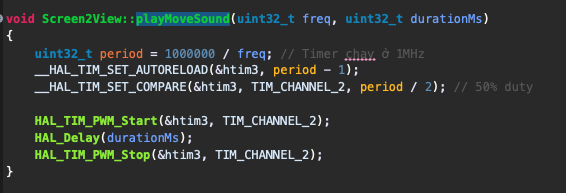 void Screen2View::playMoveSound(uint32_t freq, uint32_t durationMs)
{
    uint32_t period = 1000000 / freq; // Timer chạy ở 1MHz
    __HAL_TIM_SET_AUTORELOAD(&htim3, period - 1);
    __HAL_TIM_SET_COMPARE(&htim3, TIM_CHANNEL_2, period / 2); // 50% duty

    HAL_TIM_PWM_Start(&htim3, TIM_CHANNEL_2);
    HAL_Delay(durationMs);
    HAL_TIM_PWM_Stop(&htim3, TIM_CHANNEL_2);
}